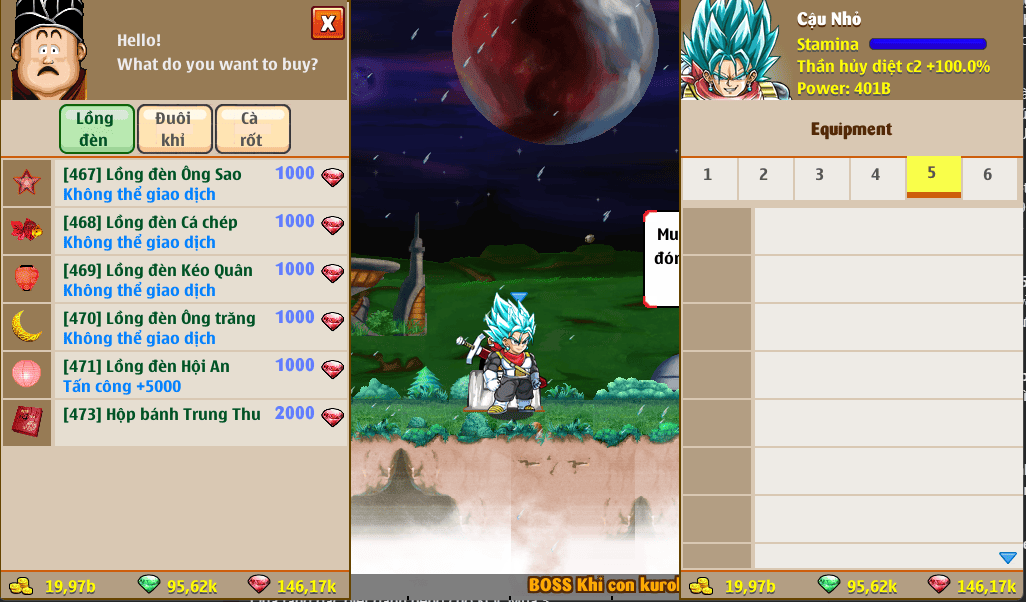 Hello!
What do you want to buy?
X
Lồng
đèn
Đuôi
khỉ
Cà
rốt
[467] Lồng đèn Ông Sao
1000
Không thể giao dịch
[468] Lồng đèn Cá chép
1000
Không thể giao dịch
[469] Lồng đèn Kéo Quân
1000
Không thể giao dịch
[470] Lồng đèn Ông trăng
1000
Không thể giao dịch
[471] Lồng đèn Hội An
1000
Tấn công +5000
[473] Hộp bánh Trung Thu
2000
19,97b
95,62k
146,17k
BOSS Khỉ con
Cậu Nhỏ
Stamina
Thần hủy diệt c2 +100.0%
Power: 401B
Equipment
1
2
3
4
5
6
19,97b
95,62k
146,17k